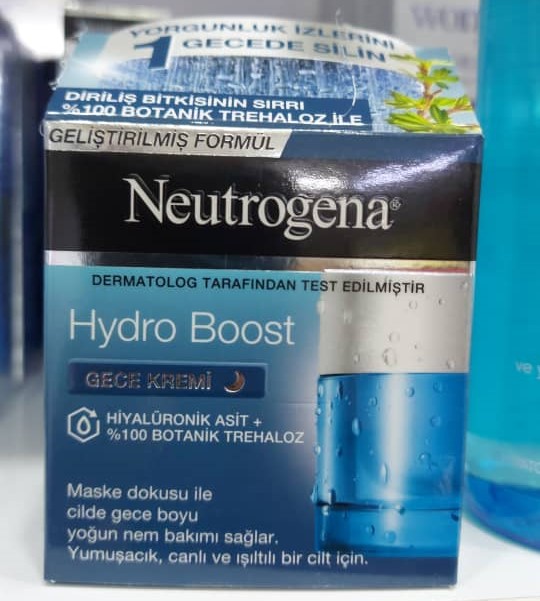 YORGUNLUK İZLERİNİ
1 GECEDE SİLİN
DİRİLİŞ BİTKİSİNİN SIRRI
%100 BOTANİK TREHALOZ İLE
GELİŞTİRİLMİŞ FORMÜL
Neutrogena®
DERMATOLOG TARAFINDAN TEST EDİLMİŞTİR
Hydro Boost
GECE KREMİ
HİYALÜRONİK ASİT +
%100 BOTANİK TREHALOZ
Maske dokusu ile
cilde gece boyu
yoğun nem bakımı sağlar.
Yumuşacık, canlı ve ışıltılı bir cilt için.
ve